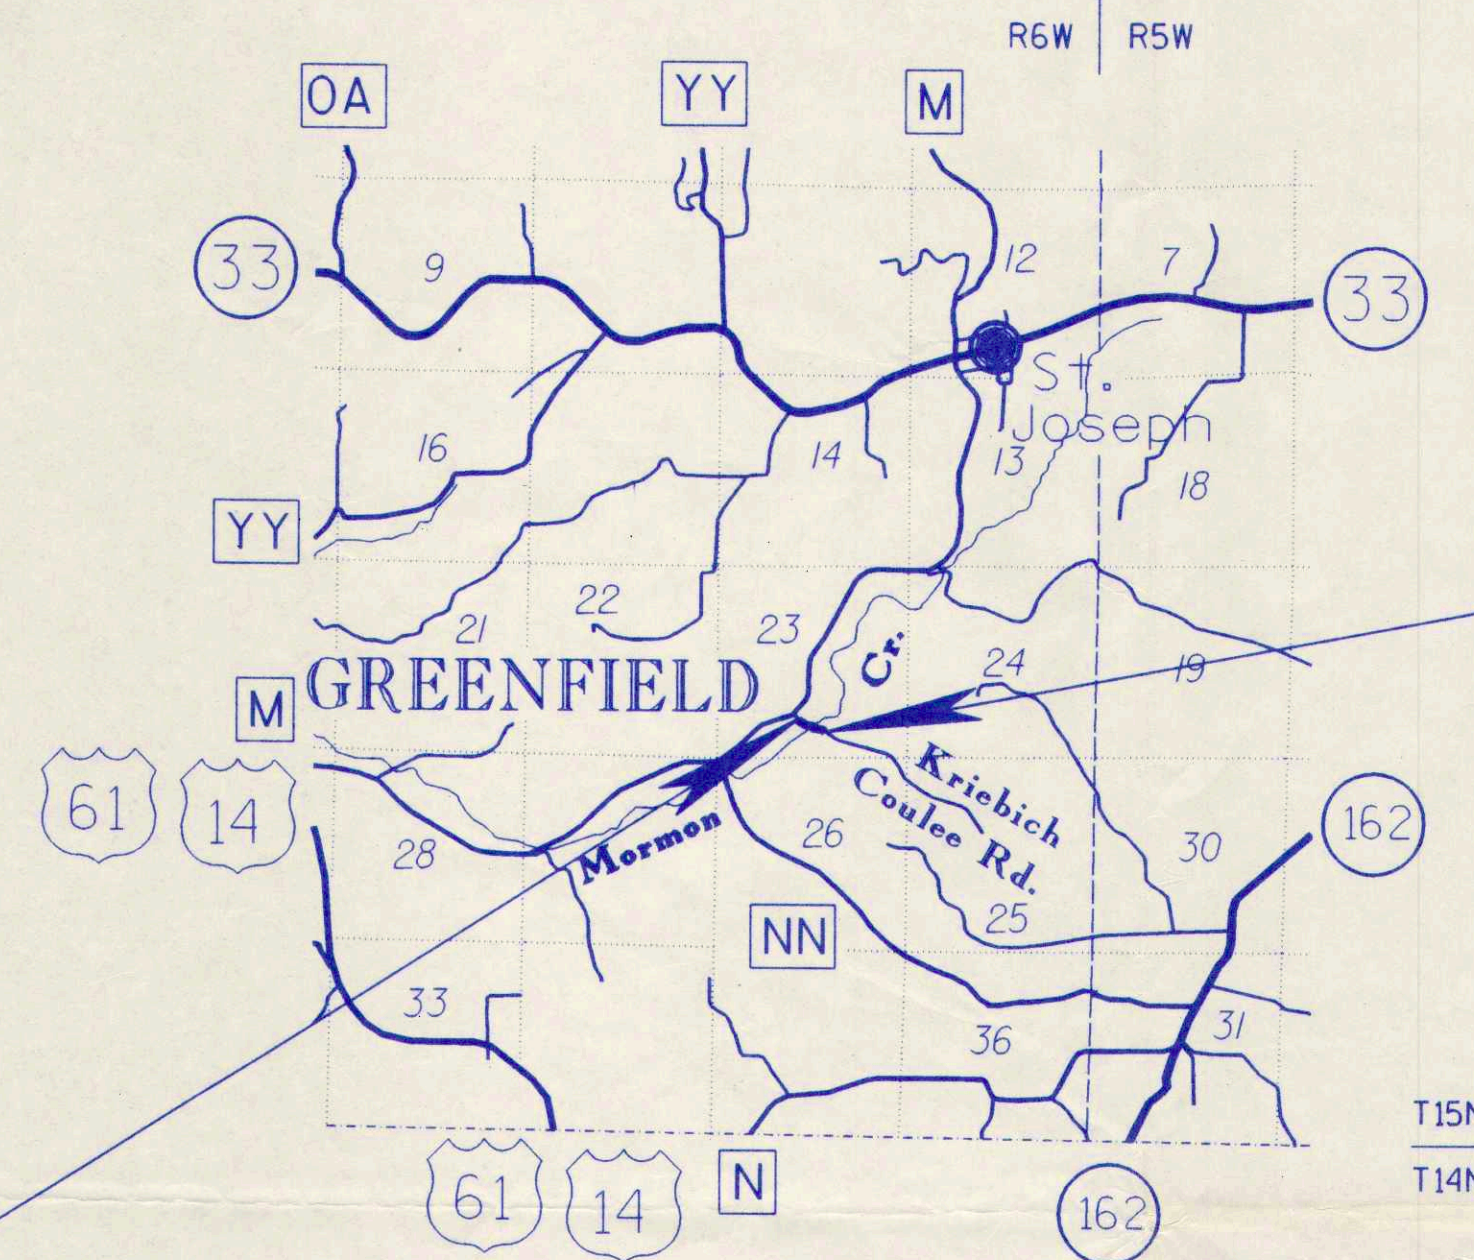 R6W R5W
OA YY M
33 9 12 7 33
St.
Joseph
16 14 13 18
YY
21 22 23 24 19
Cr.
GREENFIELD
M
61 14
Kriebich
Coulee Rd.
Mormon
28 26 30 162
25
NN
33 36 31
T15N
T14N
61 14 N 162